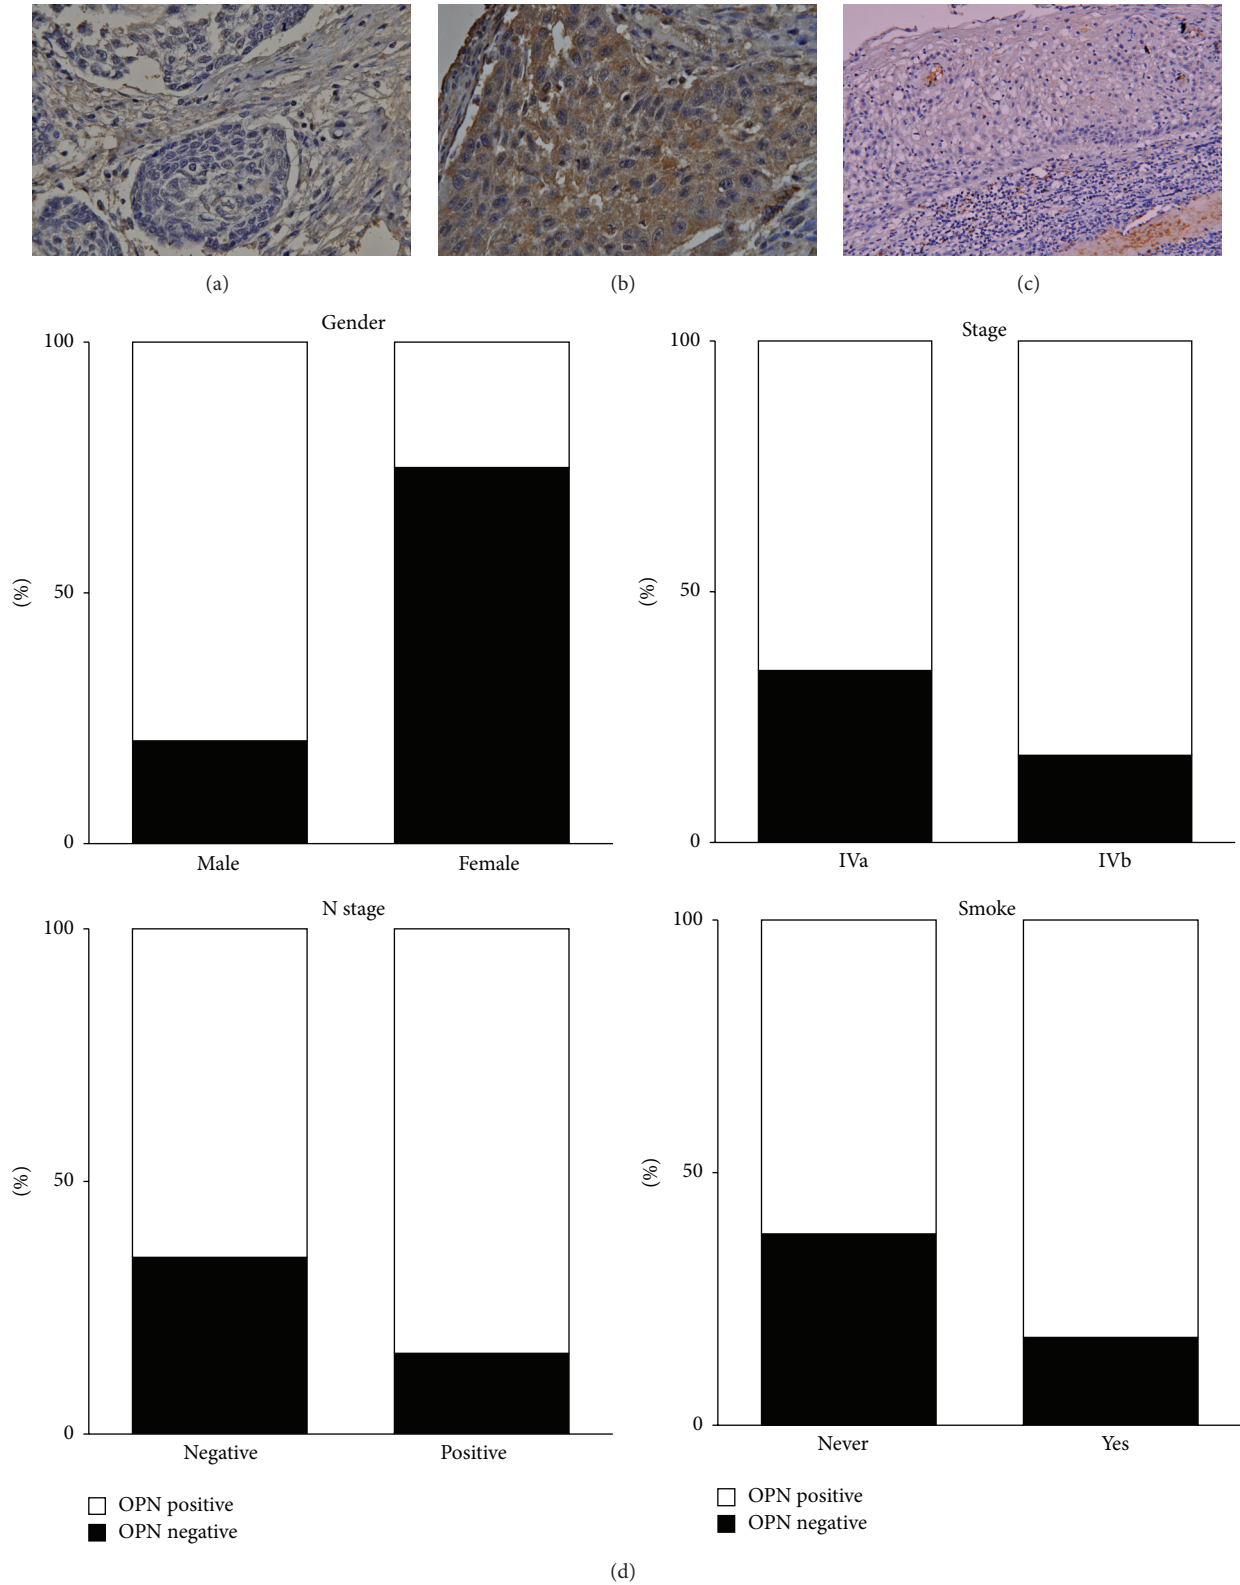 (a)
(b)
(c)
Gender
100
50
0
(%)
Male
Female
Stage
100
50
0
(%)
IVa
IVb
N stage
100
50
0
(%)
Negative
Positive
OPN positive
OPN negative
Smoke
100
50
0
(%)
Never
Yes
OPN positive
OPN negative
(d)